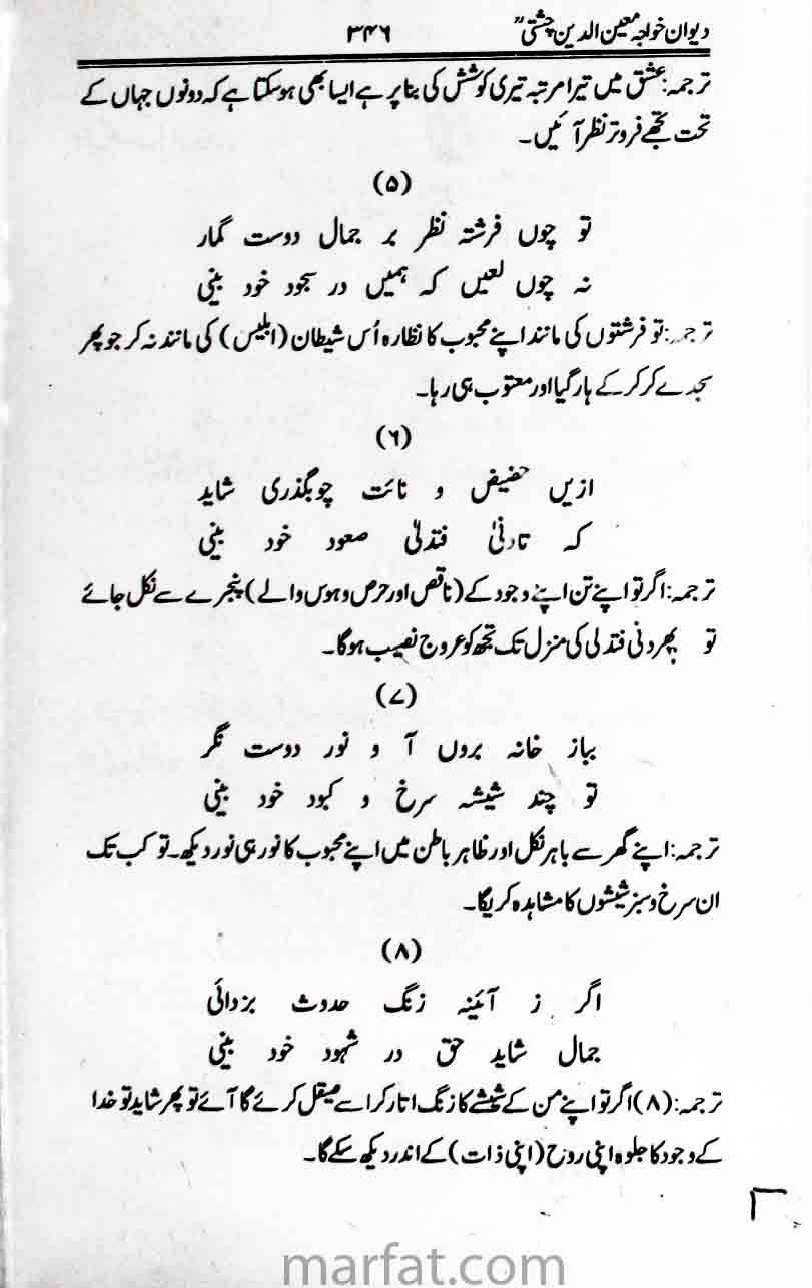 دیوان خواجہ معین الدین چشتیؒ ۳۴۶
ترجمہ: عشق میں تیرا مرتبہ تیری کوشش کی بنا پر ہے ایسا بھی ہوسکتا ہے کہ دونوں جہاں کے
تحت تجھے فروتر نظر آئیں۔
(۵)
تو چوں فرشتہ نظر بر جمال دوست گمار
نہ چوں لعیں کہ ہمیں در سجود خود بینی
ترجمہ: تو فرشتوں کی مانند اپنے محبوب کا نظارہ اُس شیطان (ابلیس) کی مانند نہ کر جو پھر
سجدے کرکر کے ہار گیا اور معتوب ہی رہا۔
(۶)
ازیں حضیض و نائت چوبگذری شاید
کہ تادنیٰ فتدلیٰ صعود خود بینی
ترجمہ: اگر تو اپنے تن اپنے وجود کے (ناقص اور حرص وہوس والے) پنجرے سے نکل جائے
تو پھر دنی فتدلی کی منزل تک تجھ کو عروج نصیب ہوگا۔
(۷)
بیاز خانہ بروں آ و نور دوست نگر
تو چند شیشہ سرخ و کبود خود بینی
ترجمہ: اپنے گھر سے باہر نکل اور ظاہر باطن میں اپنے محبوب کا نور ہی نور دیکھ۔ تو کب تک
ان سرخ وسبز شیشوں کا مشاہدہ کریگا۔
(۸)
اگر ز آئینہ زنگ حدوث بزدائی
جمال شاید حق در شہود خود بینی
ترجمہ: (۸) اگر تو اپنے من کے شیشے کا زنگ اتار کر اسے صیقل کرئے گا آئے تو پھر شاید تو خدا
کے وجود کا جلوہ اپنی روح (اپنی ذات) کے اندر دیکھ سکے گا۔
marfat.com